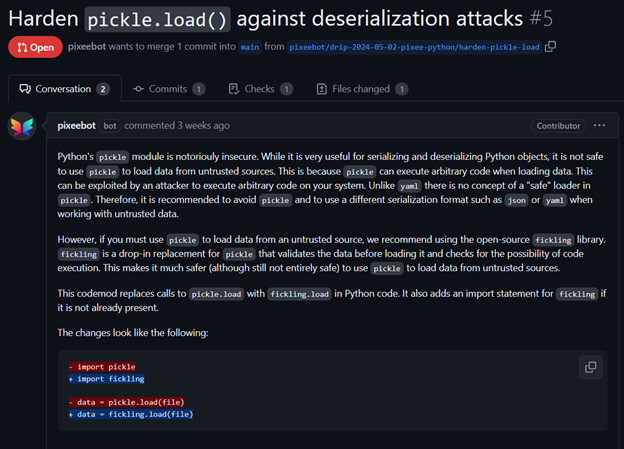 Harden pickle.load() against deserialization attacks #5
Open pixeebot wants to merge 1 commit into main from pixeebot/drip-2024-05-02-pixee-python/harden-pickle-load
Conversation 2 Commits 1 Checks 1 Files changed 1
pixeebot bot commented 3 weeks ago Contributor ...
Python's pickle module is notoriouly insecure. While it is very useful for serializing and deserializing Python objects, it is not safe
to use pickle to load data from untrusted sources. This is because pickle can execute arbitrary code when loading data. This
can be exploited by an attacker to execute arbitrary code on your system. Unlike yaml there is no concept of a "safe" loader in
pickle. Therefore, it is recommended to avoid pickle and to use a different serialization format such as json or yaml when
working with untrusted data.
However, if you must use pickle to load data from an untrusted source, we recommend using the open-source fickling library.
fickling is a drop-in replacement for pickle that validates the data before loading it and checks for the possibility of code
execution. This makes it much safer (although still not entirely safe) to use pickle to load data from untrusted sources.
This codemod replaces calls to pickle.load with fickling.load in Python code. It also adds an import statement for fickling if
it is not already present.
The changes look like the following:
- import pickle
+ import fickling
- data = pickle.load(file)
+ data = fickling.load(file)